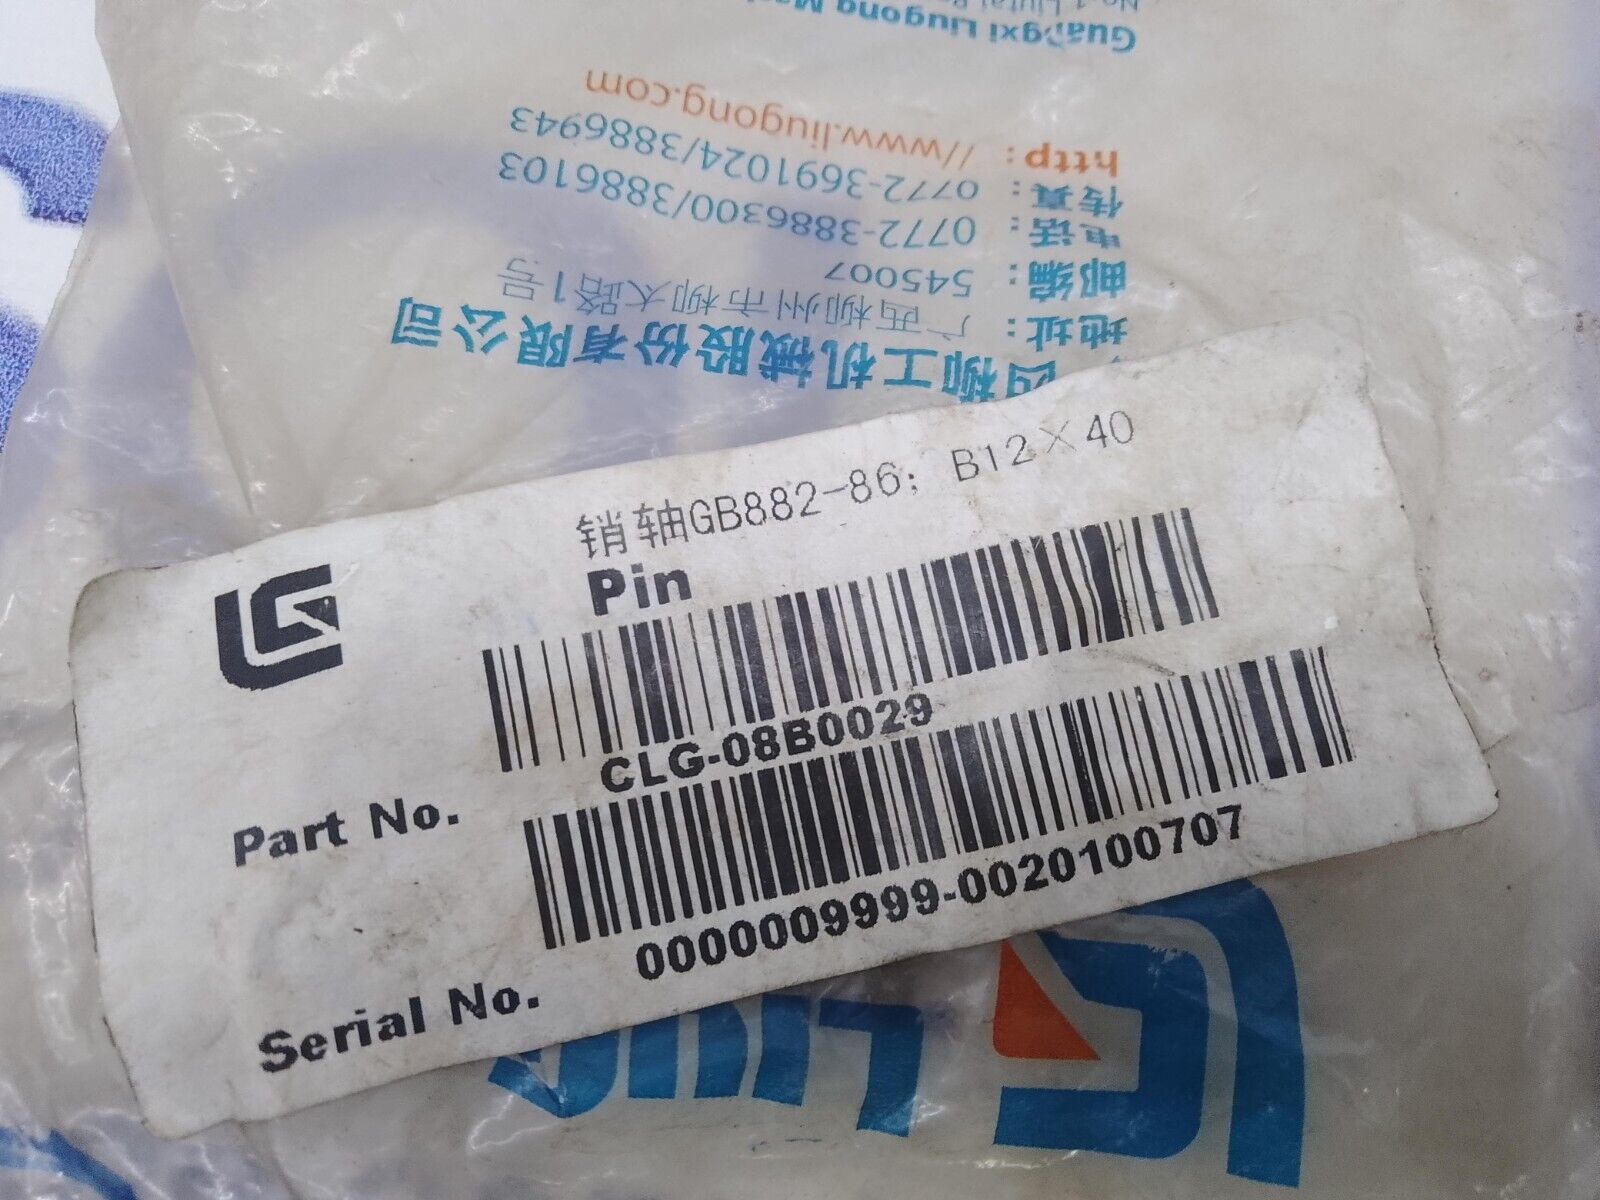 销轴GB882-86; B12×40
Pin
CLG-08B0029
Part No.
0000009999-0020100707
Serial No.
西柳工机械股份有限公司
地址: 广西柳州市柳太路1号
邮编: 545007
电话: 0772-3886300/3886103
传真: 0772-3691024/3886943
http: //www.liugong.com
Guangxi Liugong